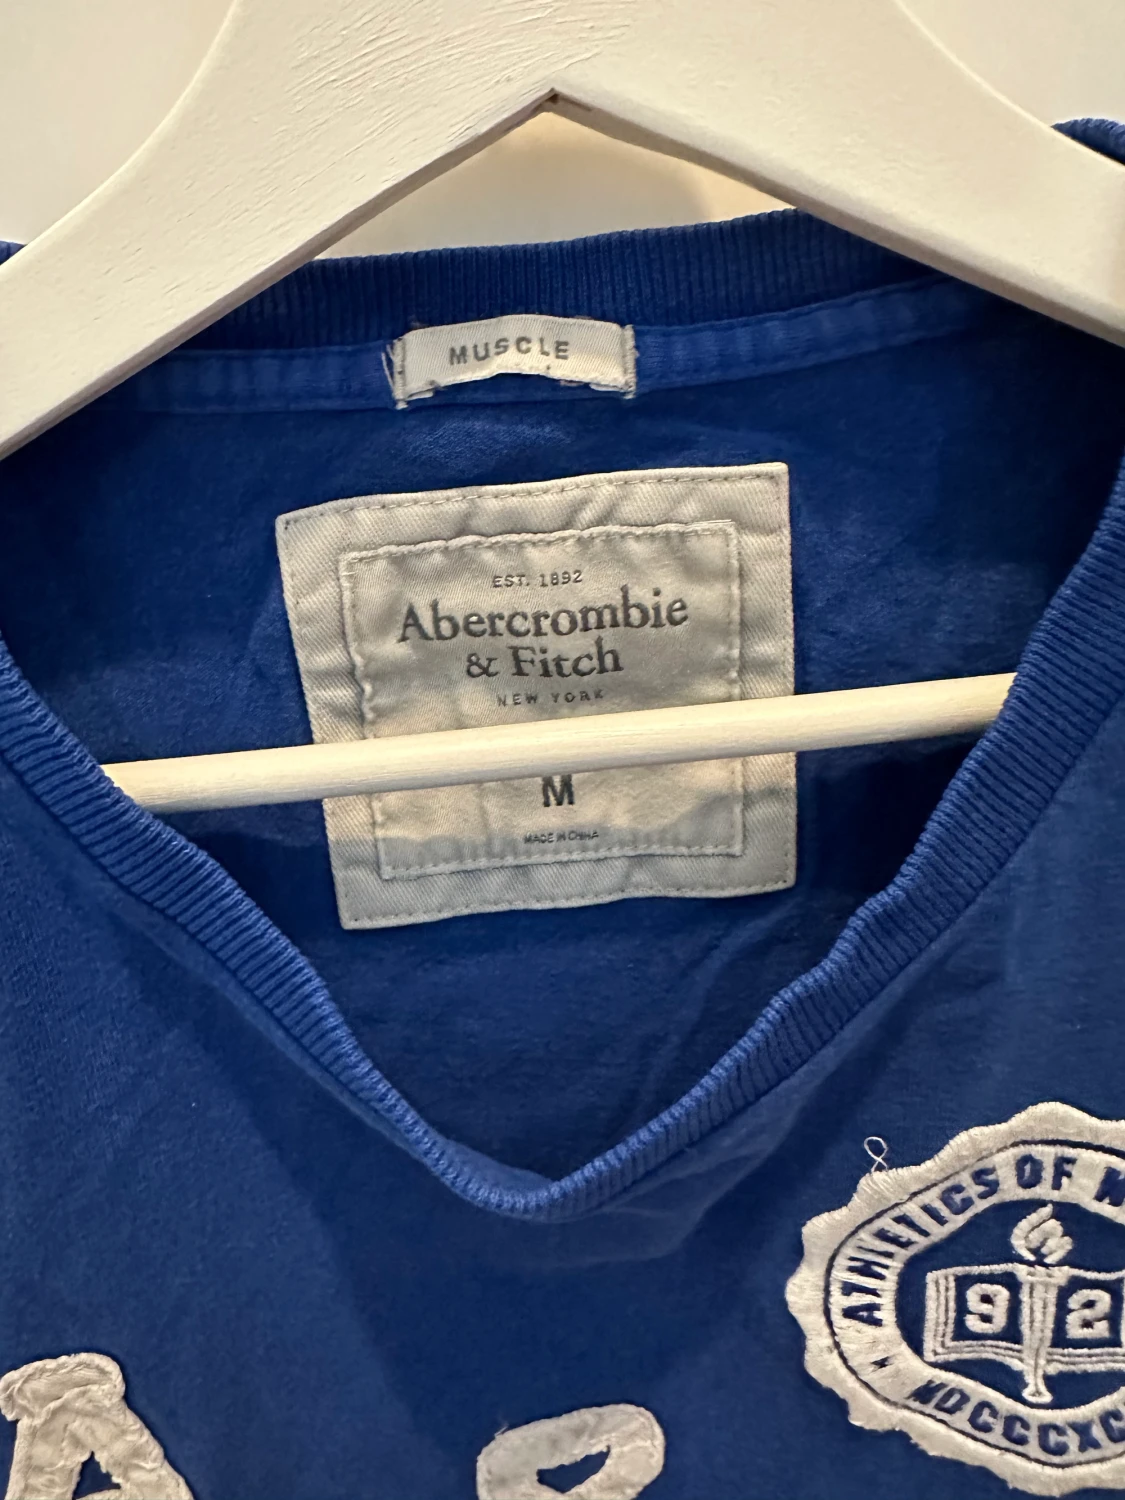 MUSCLE
EST. 1892
Abercrombie
& Fitch
NEW YORK
M
MADE IN CHINA
ATHLETICS OF
92
A